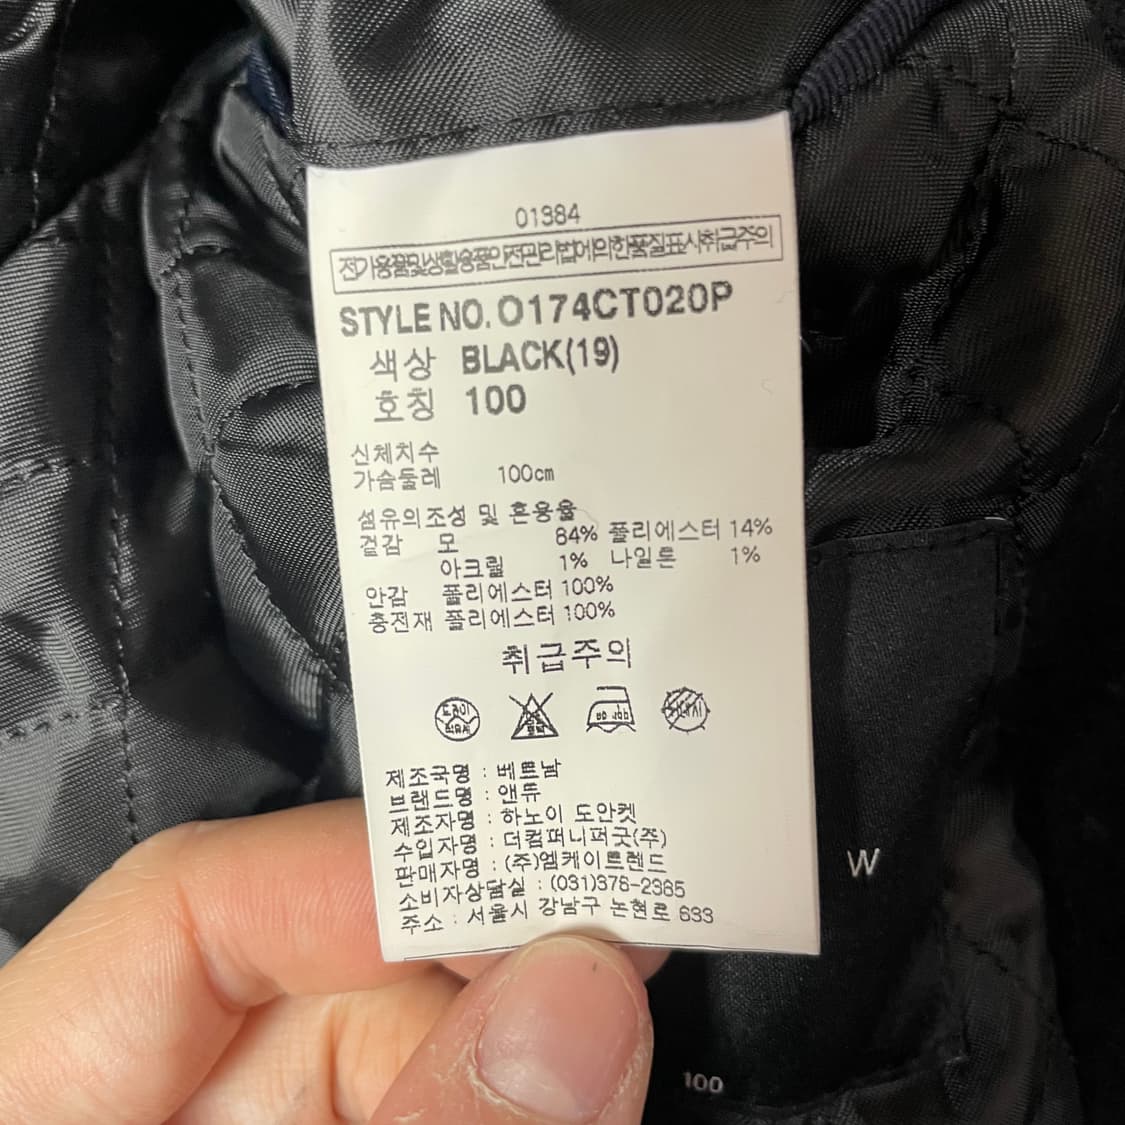 01384
전기용품및생활용품안전관리법에의한품질표시취급주의
STYLE NO. O174CT020P
색상 BLACK(19)
호칭 100
신체치수
가슴둘레 100cm
섬유의조성 및 혼용율
겉감 모 84% 폴리에스터 14%
아크릴 1% 나일론 1%
안감 폴리에스터 100%
충전재 폴리에스터 100%
취급주의
드라이
석유계
제조국명 : 베트남
브랜드명 : 앤듀
제조자명 : 하노이 도안켓
수입자명 : 더컴퍼니퍼굿(주)
판매자명 : (주)엠케이트렌드
소비자상담실 : (031)376-2365
주소 : 서울시 강남구 논현로 633
W
100